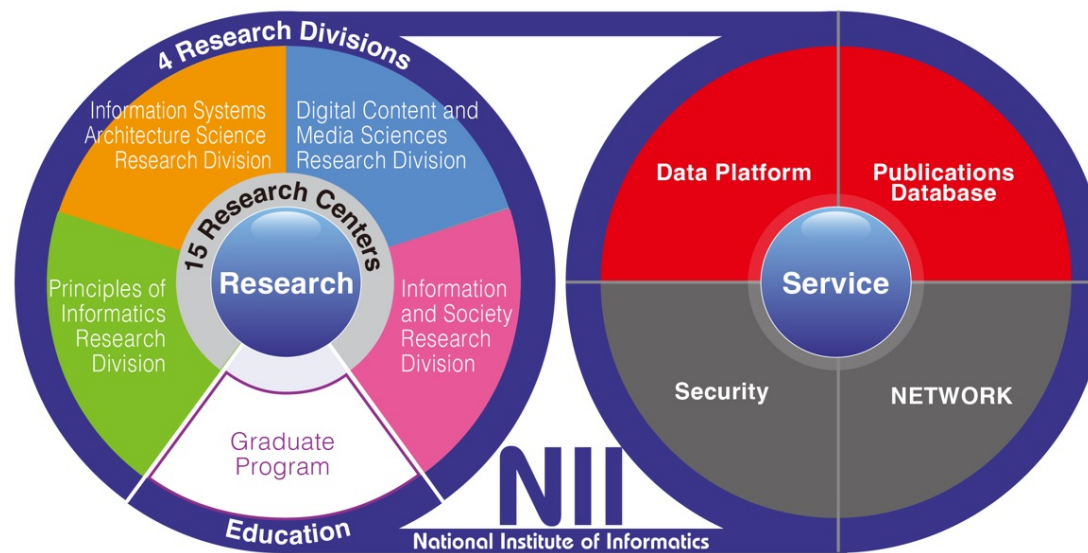 4 Research Divisions
Information Systems
Architecture Science
Research Division
Digital Content and
Media Sciences
Research Division
15 Research Centers
Research
Principles of
Informatics
Research
Division
Information
and Society
Research
Division
Graduate
Program
Education
Data Platform
Publications
Database
Service
Security
NETWORK
NII
National Institute of Informatics